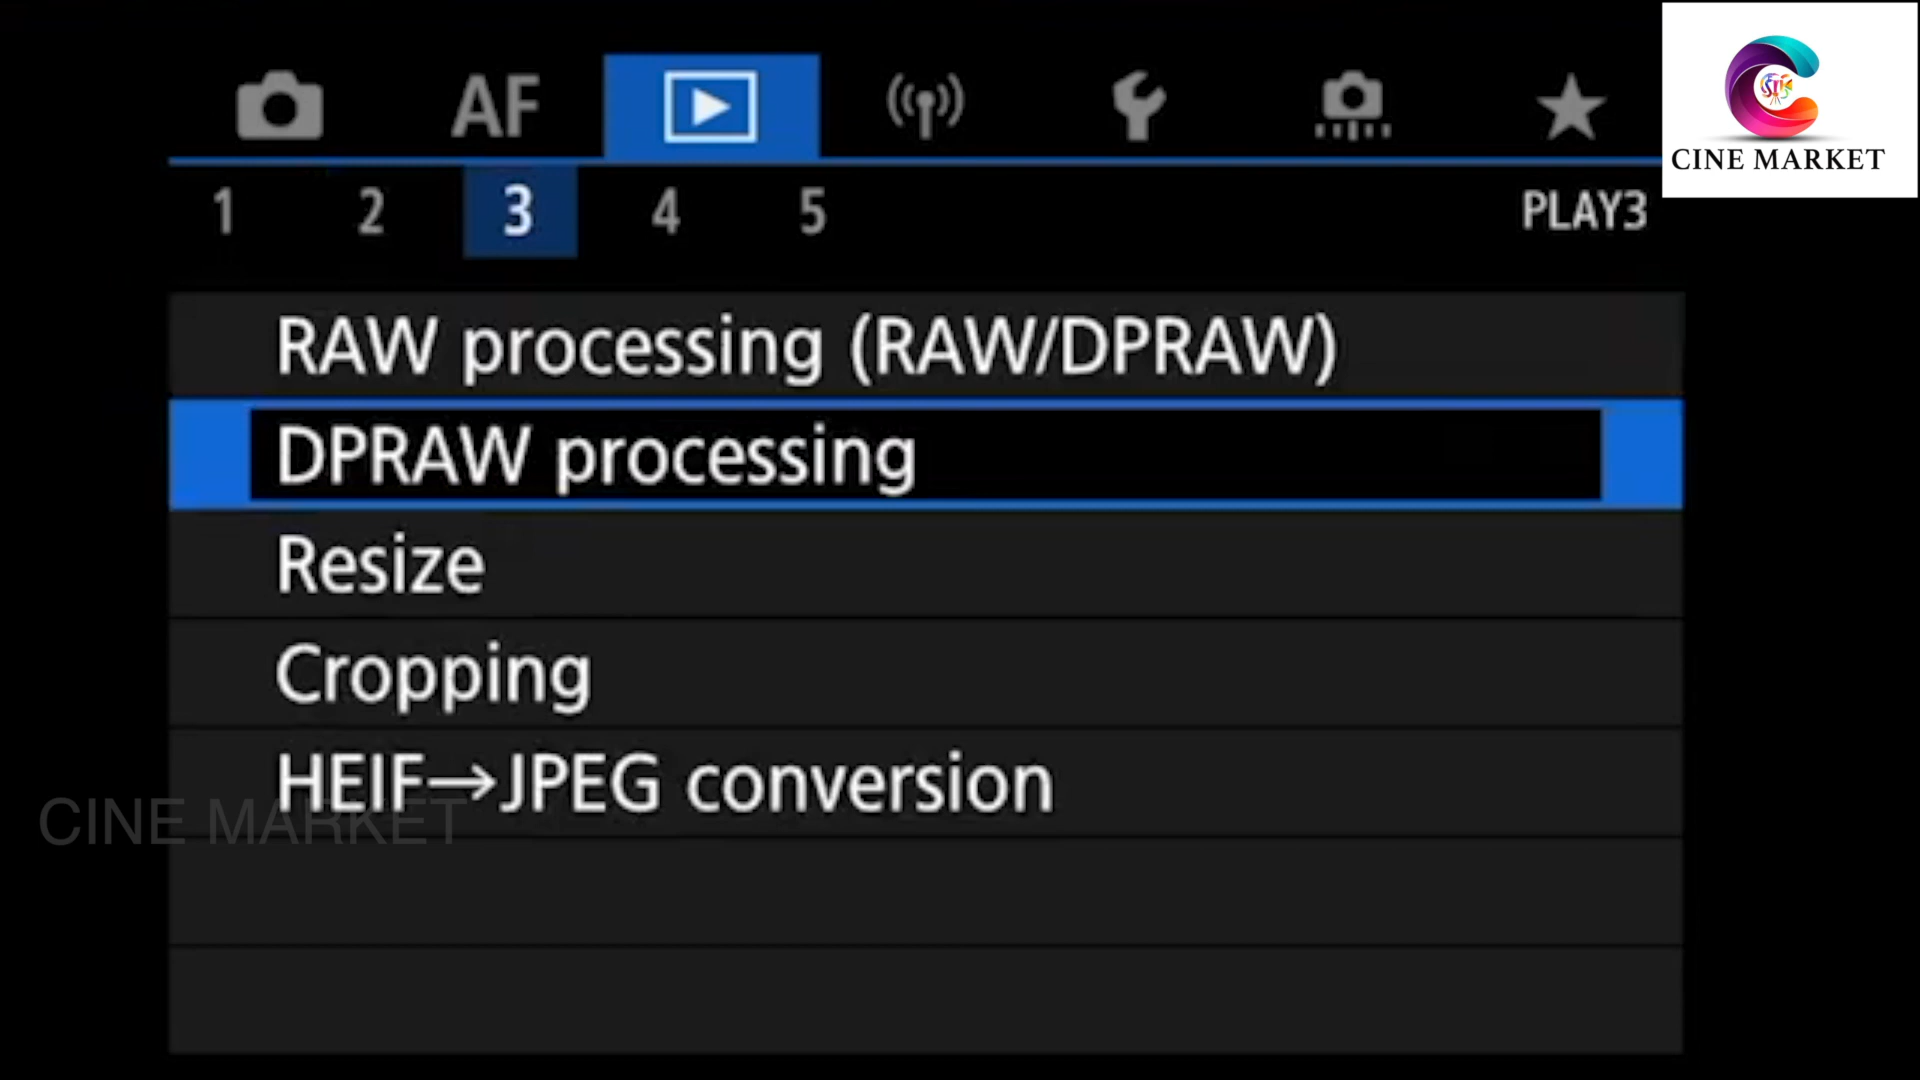 AF
CINE MARKET
1 2 3 4 5 PLAY3
RAW processing (RAW/DPRAW)
DPRAW processing
Resize
Cropping
HEIF→JPEG conversion
CINE MARKET